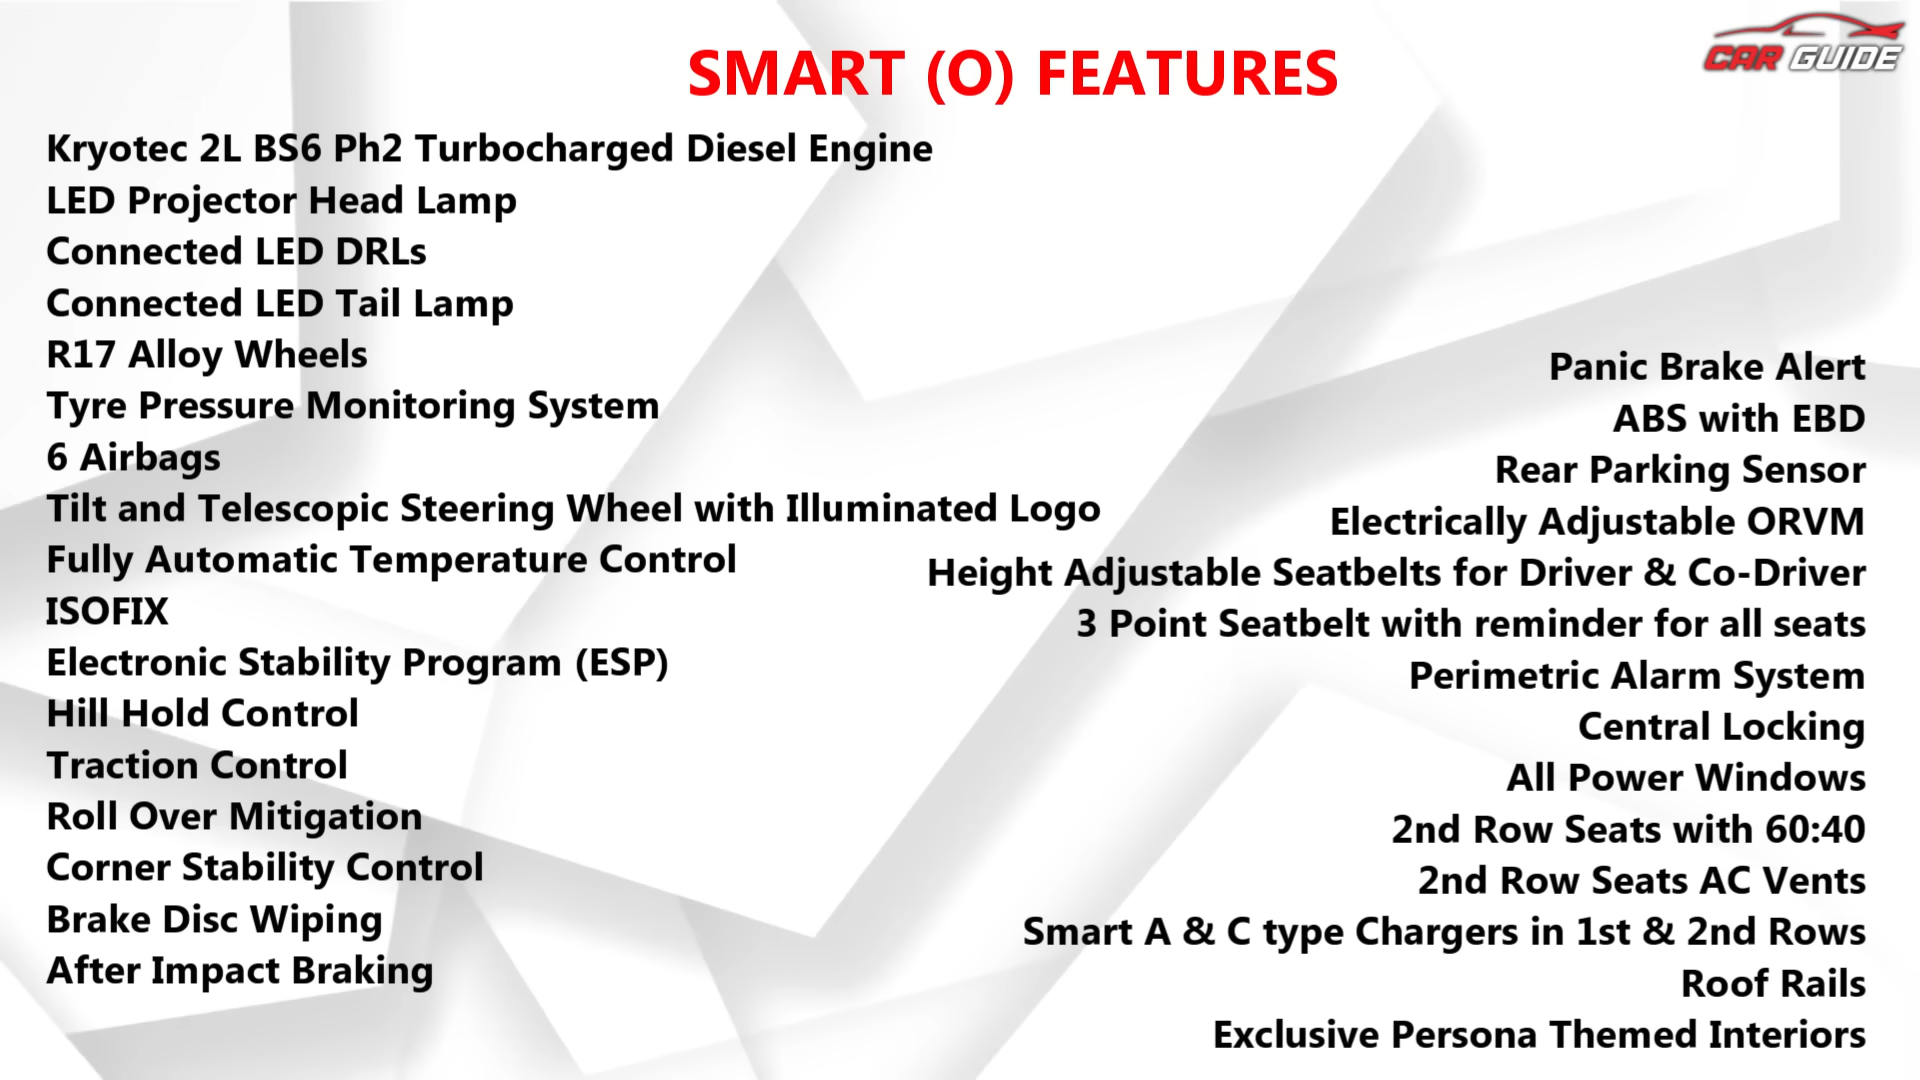 SMART (O) FEATURES
CAR GUIDE
Kryotec 2L BS6 Ph2 Turbocharged Diesel Engine
LED Projector Head Lamp
Connected LED DRLs
Connected LED Tail Lamp
R17 Alloy Wheels
Tyre Pressure Monitoring System
6 Airbags
Tilt and Telescopic Steering Wheel with Illuminated Logo
Fully Automatic Temperature Control
ISOFIX
Electronic Stability Program (ESP)
Hill Hold Control
Traction Control
Roll Over Mitigation
Corner Stability Control
Brake Disc Wiping
After Impact Braking
Panic Brake Alert
ABS with EBD
Rear Parking Sensor
Electrically Adjustable ORVM
Height Adjustable Seatbelts for Driver & Co-Driver
3 Point Seatbelt with reminder for all seats
Perimetric Alarm System
Central Locking
All Power Windows
2nd Row Seats with 60:40
2nd Row Seats AC Vents
Smart A & C type Chargers in 1st & 2nd Rows
Roof Rails
Exclusive Persona Themed Interiors